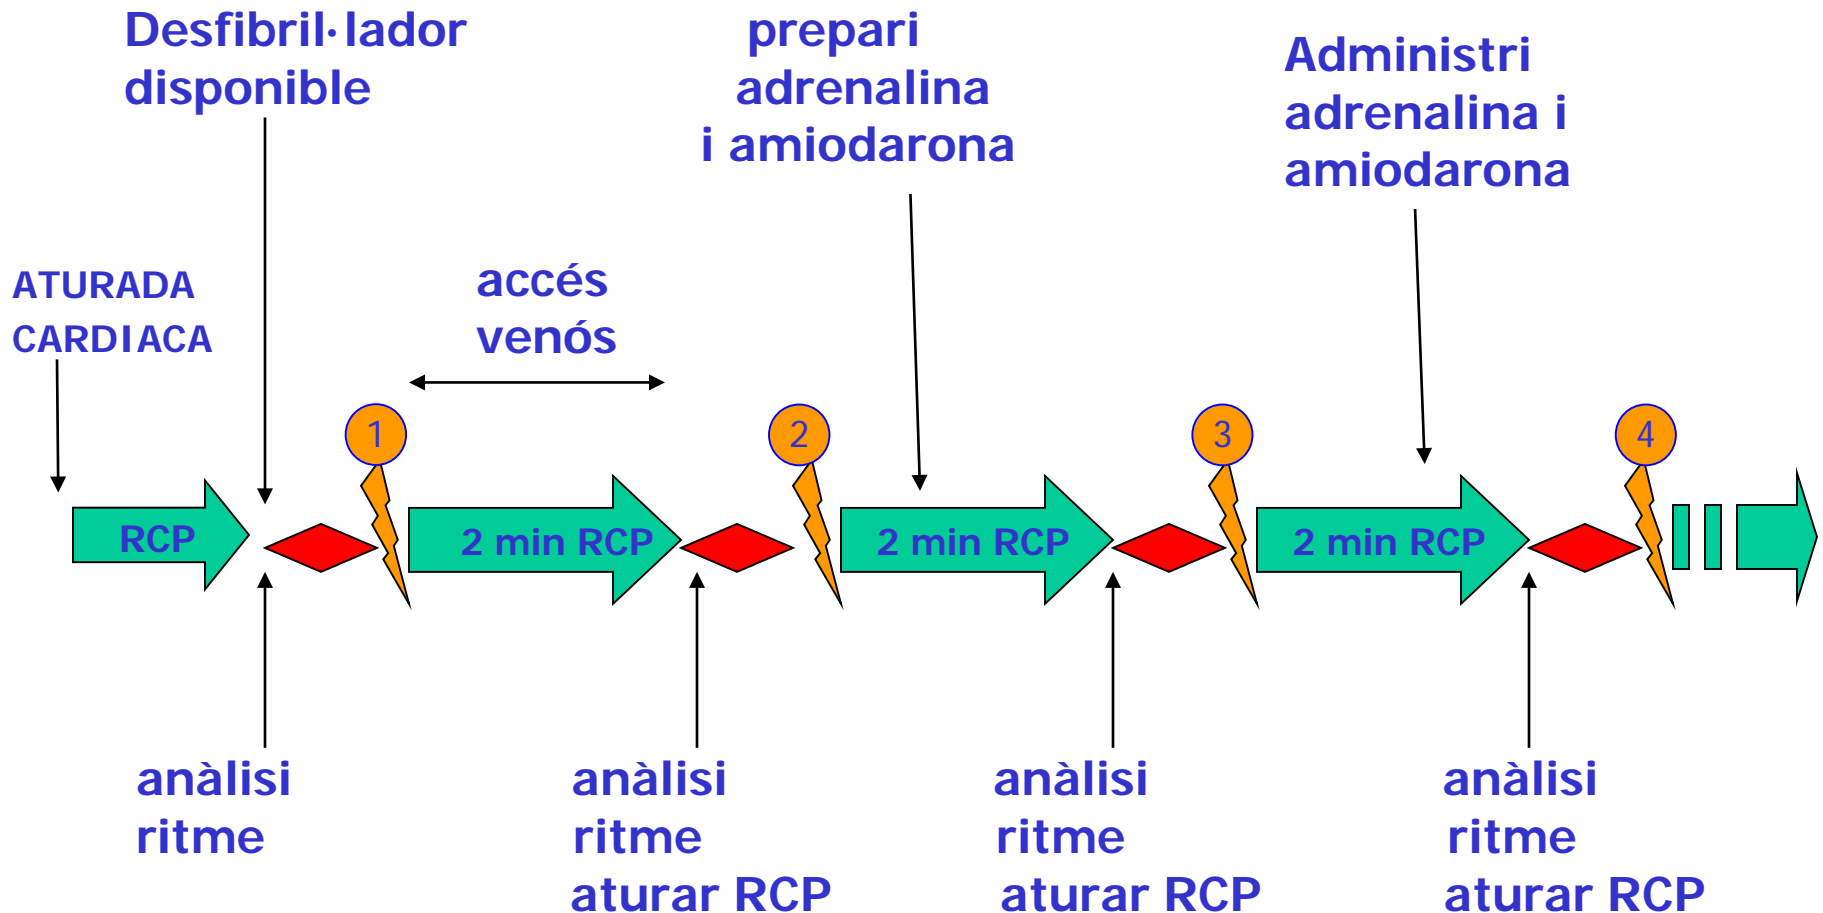 Desfibril·lador
disponible
prepari
adrenalina
i amiodarona
Administri
adrenalina i
amiodarona
ATURADA
CARDIACA
accés
venós
1
2
3
4
RCP
2 min RCP
2 min RCP
2 min RCP
anàlisi
ritme
anàlisi
ritme
aturar RCP
anàlisi
ritme
aturar RCP
anàlisi
ritme
aturar RCP